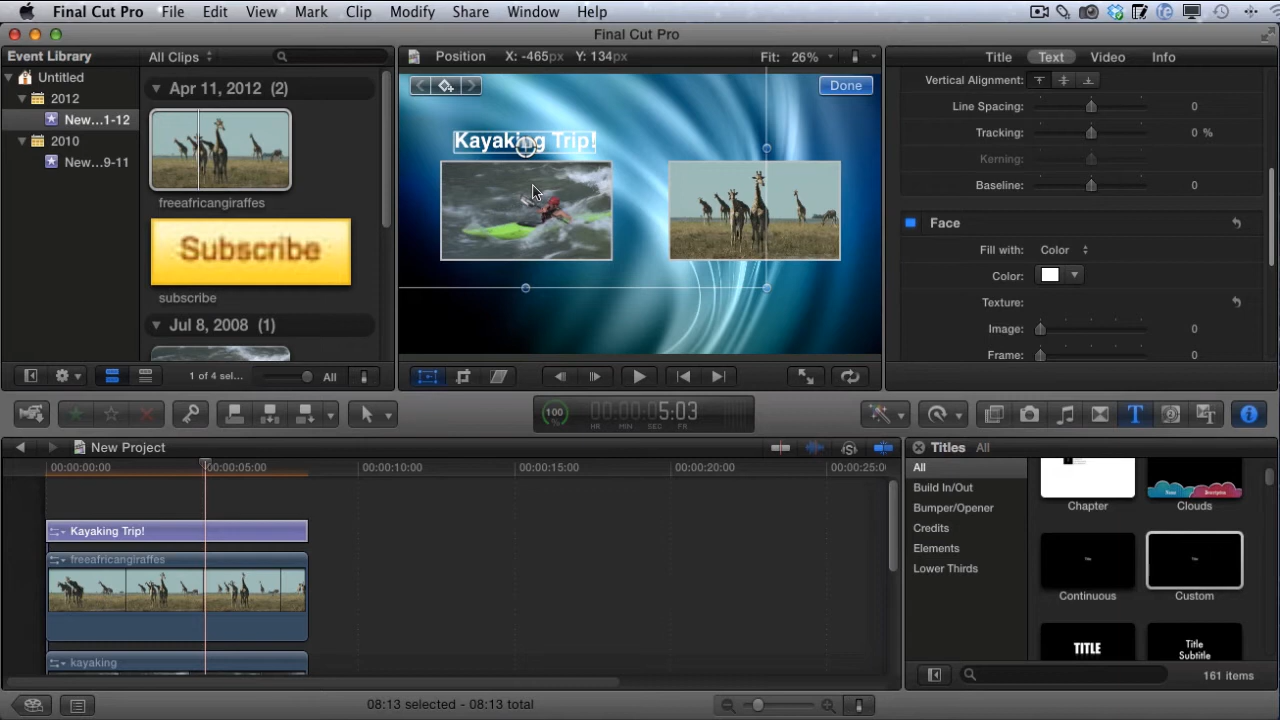 Final Cut Pro File Edit View Mark Clip Modify Share Window Help
Final Cut Pro
Event Library All Clips Position X: -465px Y: 134px Fit: 26% Title Text Video Info
Untitled
2012
New...1-12
2010
New...9-11
Apr 11, 2012 (2)
freeafricangiraffes
Subscribe
subscribe
Jul 8, 2008 (1)
1 of 4 sel... All
Done
Kayaking Trip!
Vertical Alignment:
Line Spacing: 0
Tracking: 0 %
Kerning:
Baseline: 0
Face
Fill with: Color
Color:
Texture:
Image: 0
Frame: 0
100 % 00:00:00:05:03
HR MIN SEC FR
T
New Project
00:00:00:00 00:00:05:00 00:00:10:00 00:00:15:00 00:00:20:00 00:00:25:0
Kayaking Trip!
freeafricangiraffes
kayaking
Titles All
All
Build In/Out
Bumper/Opener
Credits
Elements
Lower Thirds
Chapter Clouds
Title Title
Continuous Custom
TITLE Title
Subtitle
161 items
08:13 selected - 08:13 total